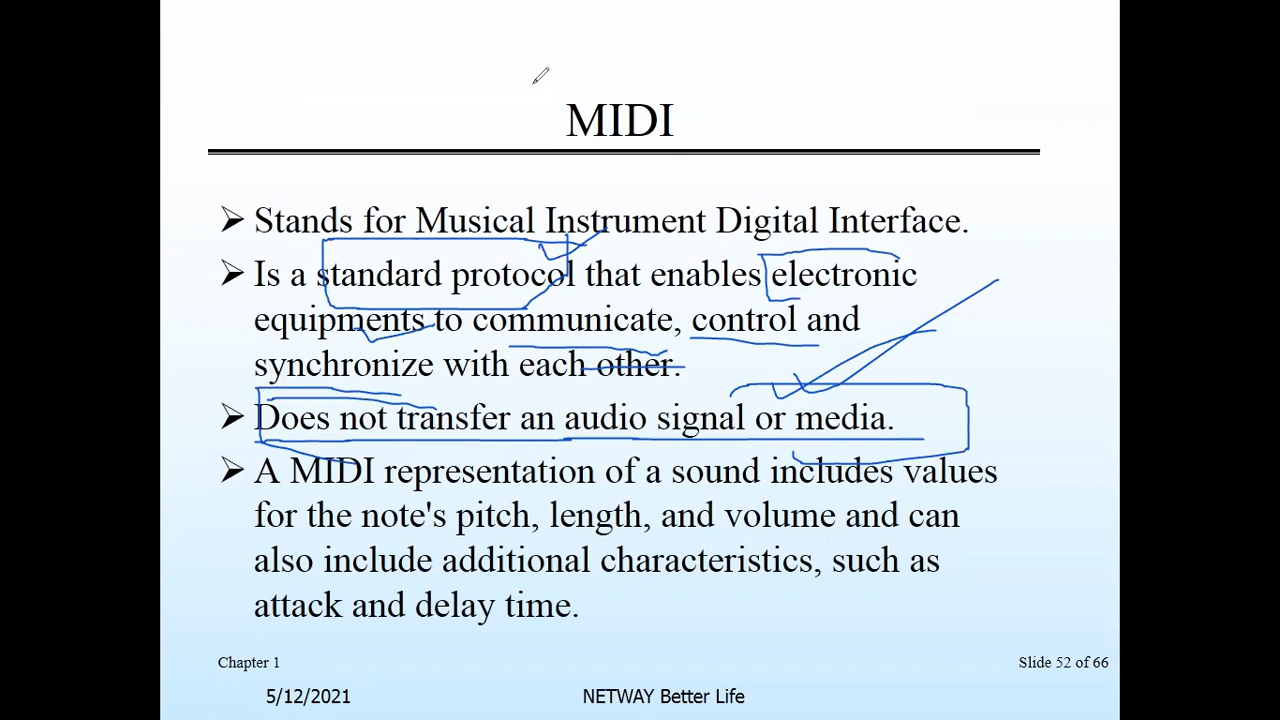 MIDI
➢ Stands for Musical Instrument Digital Interface.
➢ Is a standard protocol that enables electronic
equipments to communicate, control and
synchronize with each other.
➢ Does not transfer an audio signal or media.
➢ A MIDI representation of a sound includes values
for the note's pitch, length, and volume and can
also include additional characteristics, such as
attack and delay time.
Chapter 1
Slide 52 of 66
5/12/2021
NETWAY Better Life